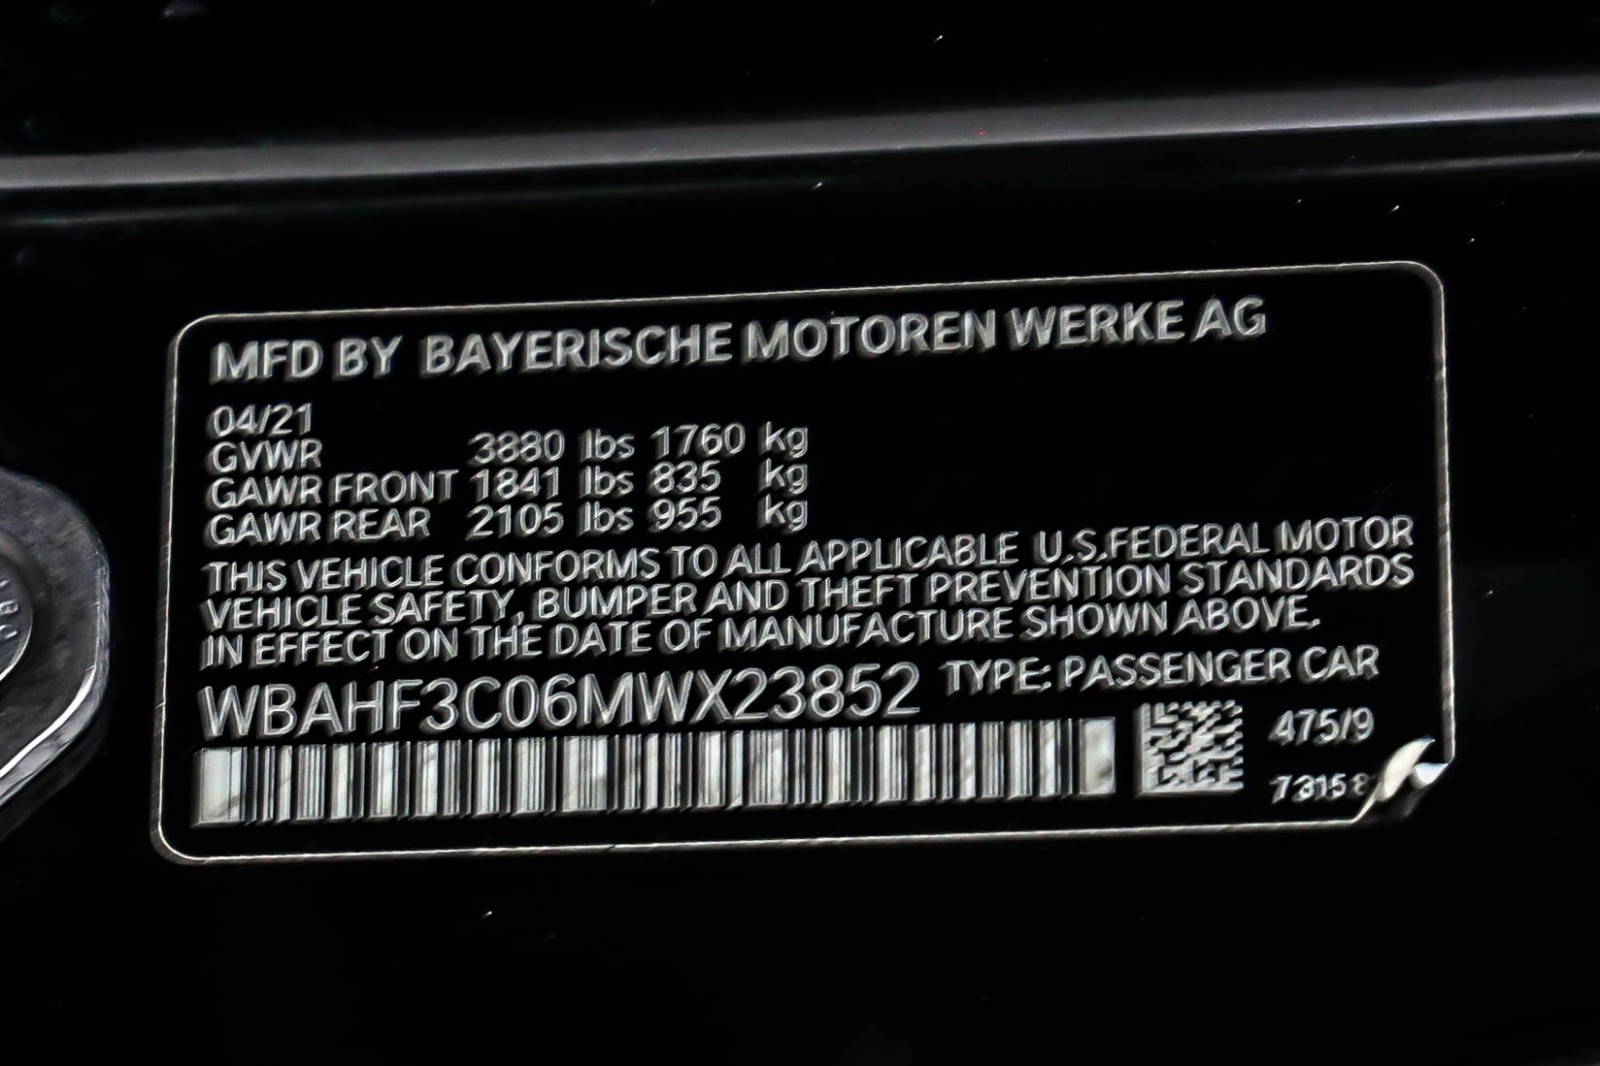 MFD BY BAYERISCHE MOTOREN WERKE AG
04/21
GVWR 3880 lbs 1760 kg
GAWR FRONT 1841 lbs 835 kg
GAWR REAR 2105 lbs 955 kg
THIS VEHICLE CONFORMS TO ALL APPLICABLE U.S.FEDERAL MOTOR
VEHICLE SAFETY, BUMPER AND THEFT PREVENTION STANDARDS
IN EFFECT ON THE DATE OF MANUFACTURE SHOWN ABOVE.
WBAHF3C06MWX23852 TYPE: PASSENGER CAR
475/9